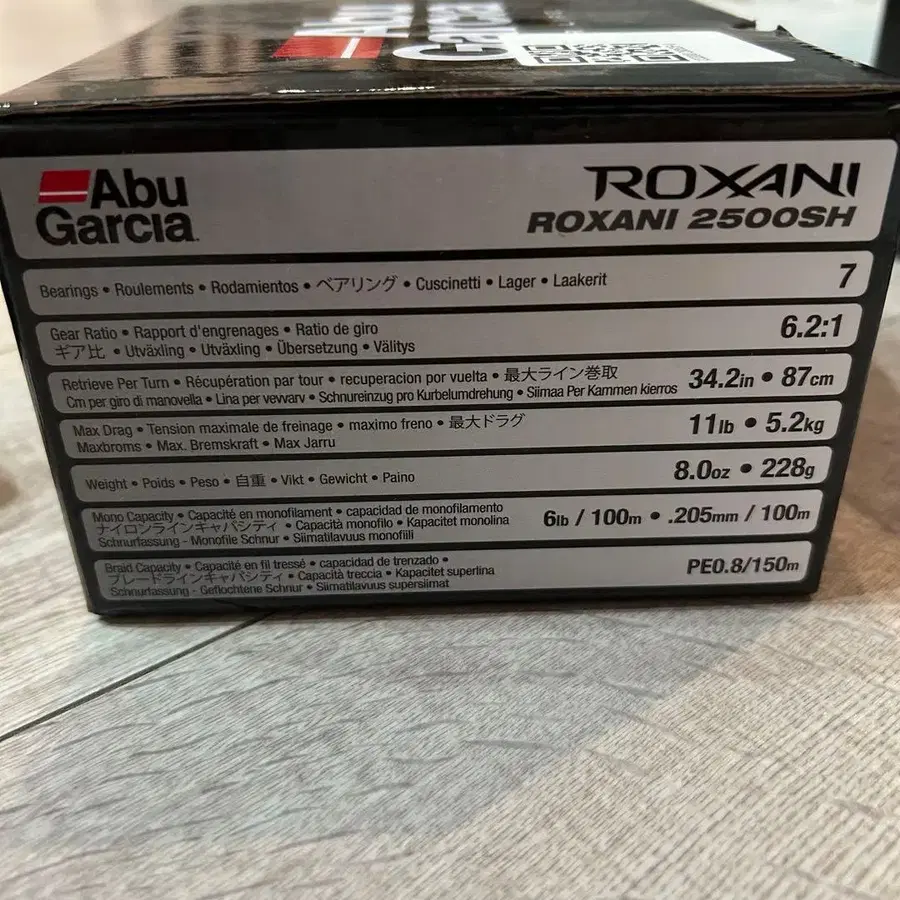 Abu
Garcia
Abu
Garcia.
ROXANI
ROXANI 2500SH
Bearings • Roulements • Rodamientos • ベアリング • Cuscinetti • Lager • Laakerit 7
Gear Ratio • Rapport d'engrenages • Ratio de giro 6.2:1
ギア比 • Utväxling • Utväxling • Übersetzung • Välitys
Retrieve Per Turn • Récupération par tour • recuperacion por vuelta • 最大ライン巻取 34.2in • 87cm
Cm per giro di manovella • Lina per vevvarv • Schnureinzug pro Kurbelumdrehung • Siimaa Per Kammen kierros
Max Drag • Tension maximale de freinage • maximo freno • 最大ドラグ 11lb • 5.2kg
Maxbroms • Max. Bremskraft • Max Jarru
Weight • Poids • Peso • 自重 • Vikt • Gewicht • Paino 8.0oz • 228g
Mono Capacity • Capacité en monofilament • capacidad de monofilamento 6lb / 100m • .205mm / 100m
ナイロンラインキャパシティ • Capacità monofilo • Kapacitet monolina
Schnurfassung - Monofile Schnur • Siimatilavuus monofiili
Braid Capacity • Capacité en fil tressé • capacidad de trenzado • PE0.8/150m
ブレードラインキャパシティ • Capacità treccia • Kapacitet superlina
Schnurfassung - Geflochtene Schnur • Siimatilavuus supersiimat